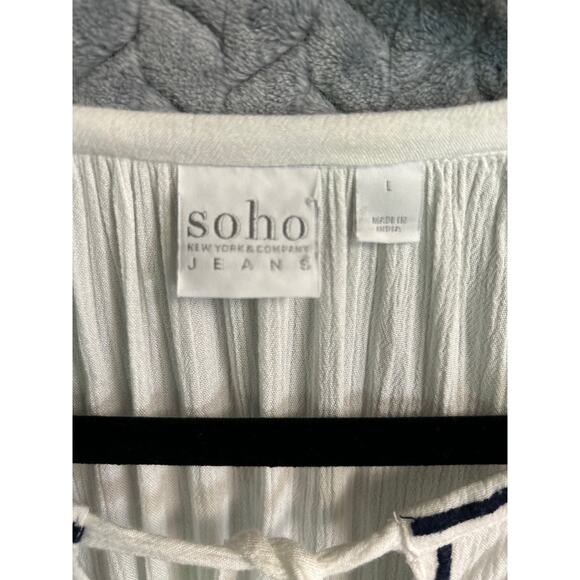 soho
NEW YORK & COMPANY
JEANS
L
MADE IN
INDIA